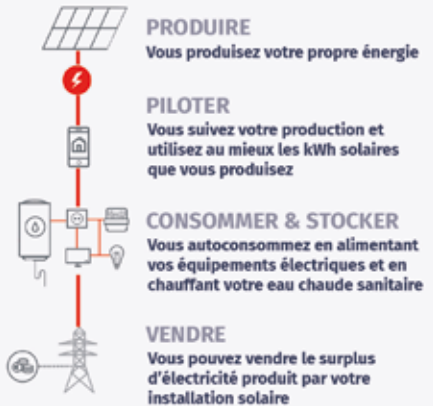 PRODUIRE
Vous produisez votre propre énergie
PILOTER
Vous suivez votre production et
utilisez au mieux les kWh solaires
que vous produisez
CONSOMMER & STOCKER
Vous autoconsommez en alimentant
vos équipements électriques et en
chauffant votre eau chaude sanitaire
VENDRE
Vous pouvez vendre le surplus
d'électricité produit par votre
installation solaire